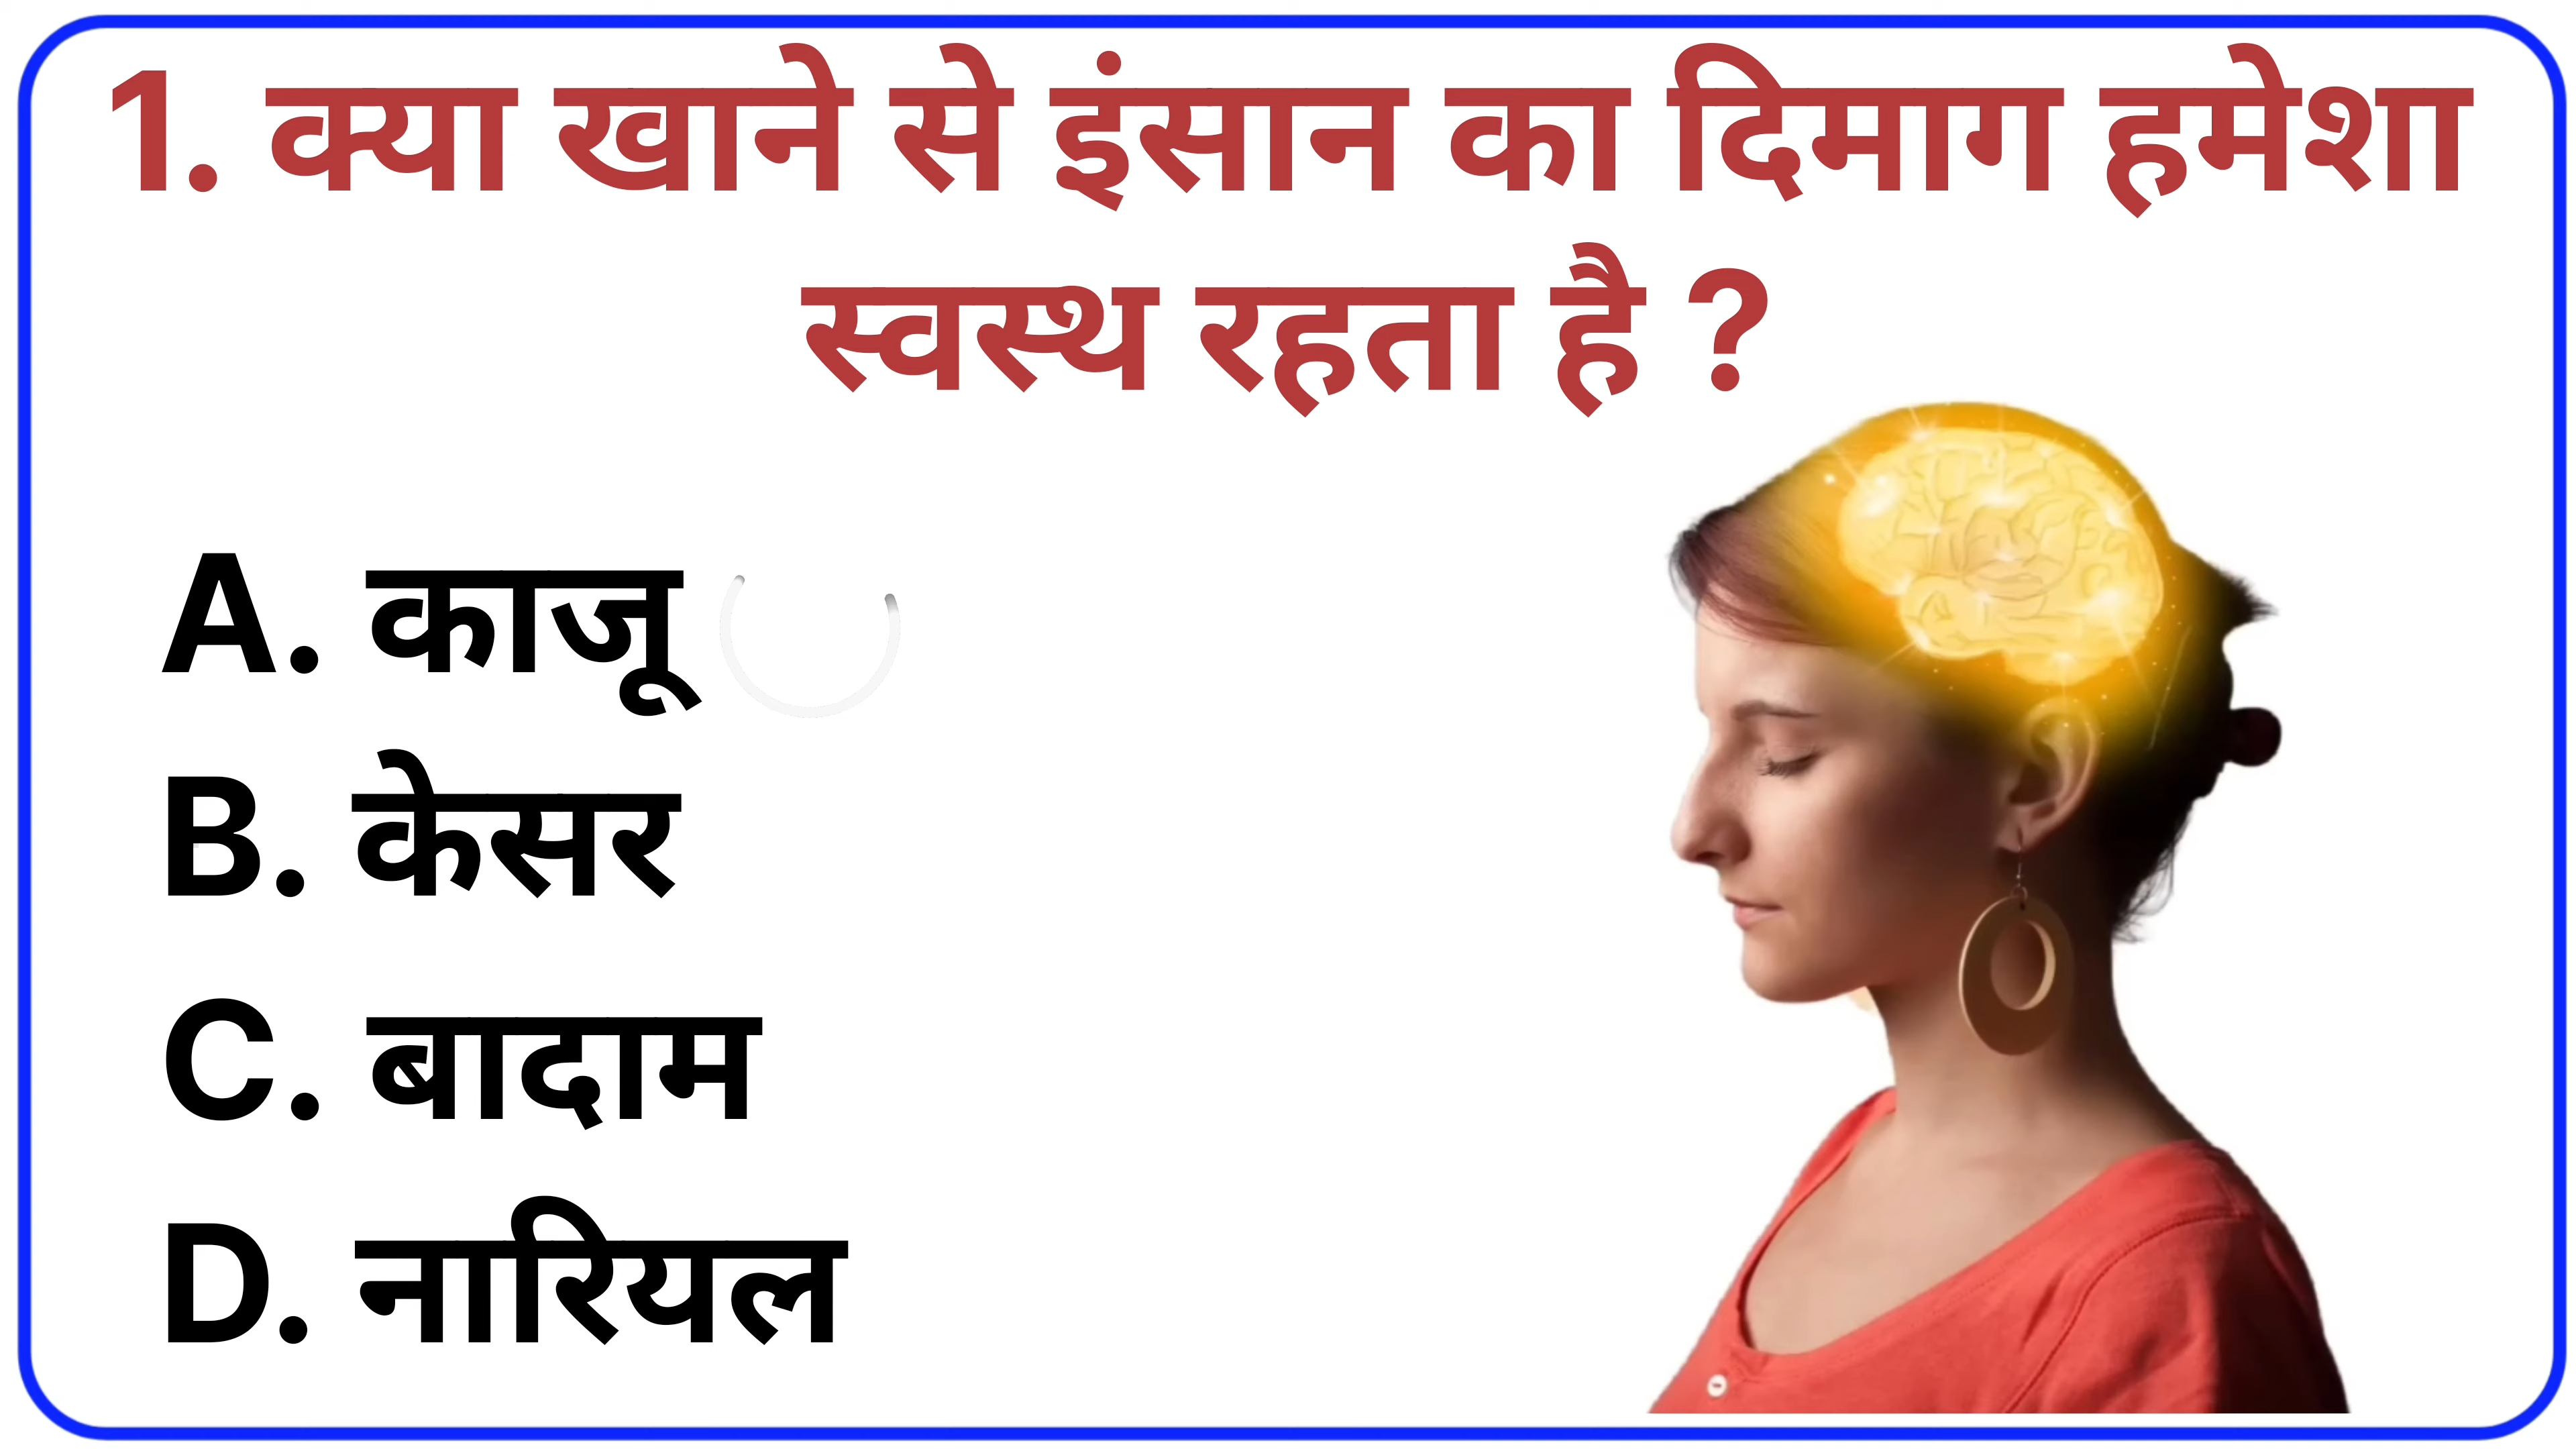 1. क्या खाने से इंसान का दिमाग हमेशा
स्वस्थ रहता है ?
A. काजू
B. केसर
C. बादाम
D. नारियल